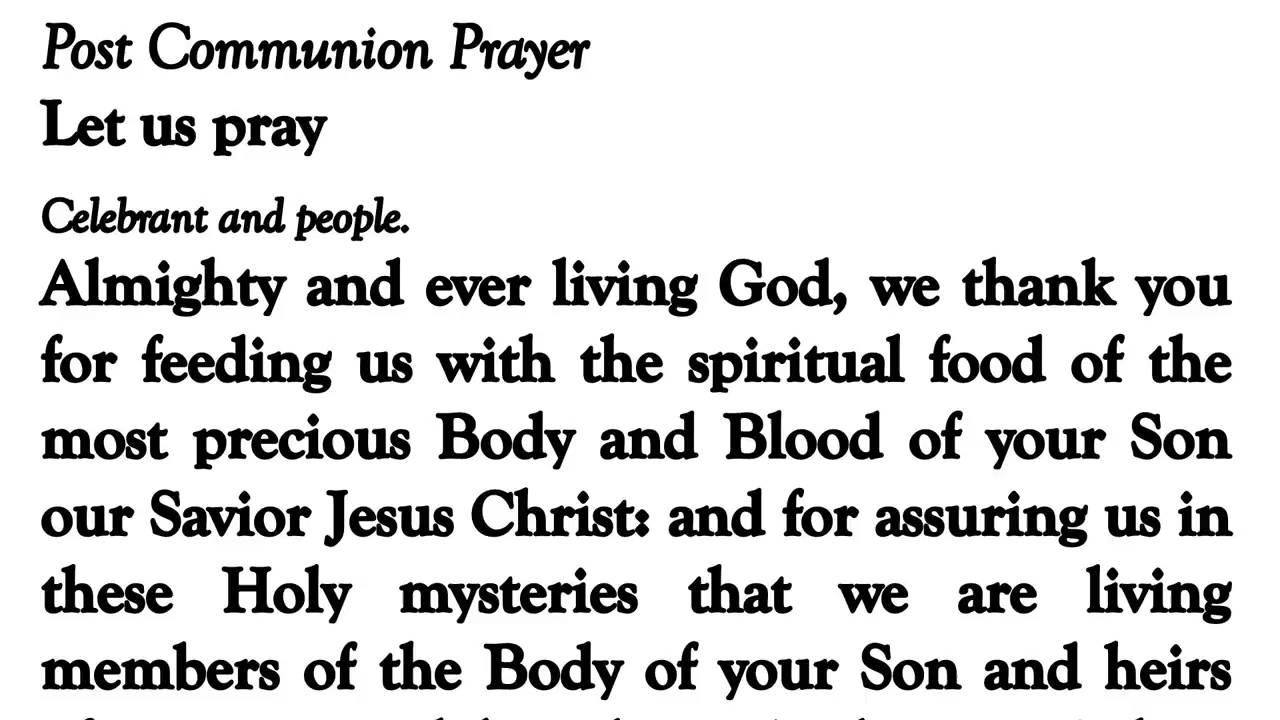 Post Communion Prayer
Let us pray
Celebrant and people.
Almighty and ever living God, we thank you
for feeding us with the spiritual food of the
most precious Body and Blood of your Son
our Savior Jesus Christ: and for assuring us in
these Holy mysteries that we are living
members of the Body of your Son and heirs